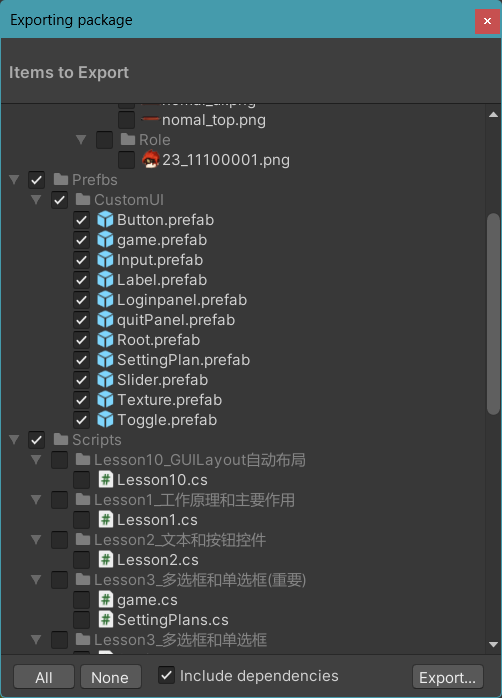 Exporting package
Items to Export
nomal_top.png
Role
23_11100001.png
Prefbs
CustomUI
Button.prefab
game.prefab
Input.prefab
Label.prefab
Loginpanel.prefab
quitPanel.prefab
Root.prefab
SettingPlan.prefab
Slider.prefab
Texture.prefab
Toggle.prefab
Scripts
Lesson10_GUILayout自动布局
Lesson10.cs
Lesson1_工作原理和主要作用
Lesson1.cs
Lesson2_文本和按钮控件
Lesson2.cs
Lesson3_多选框和单选框(重要)
game.cs
SettingPlans.cs
Lesson3_多选框和单选框
All None Include dependencies Export...